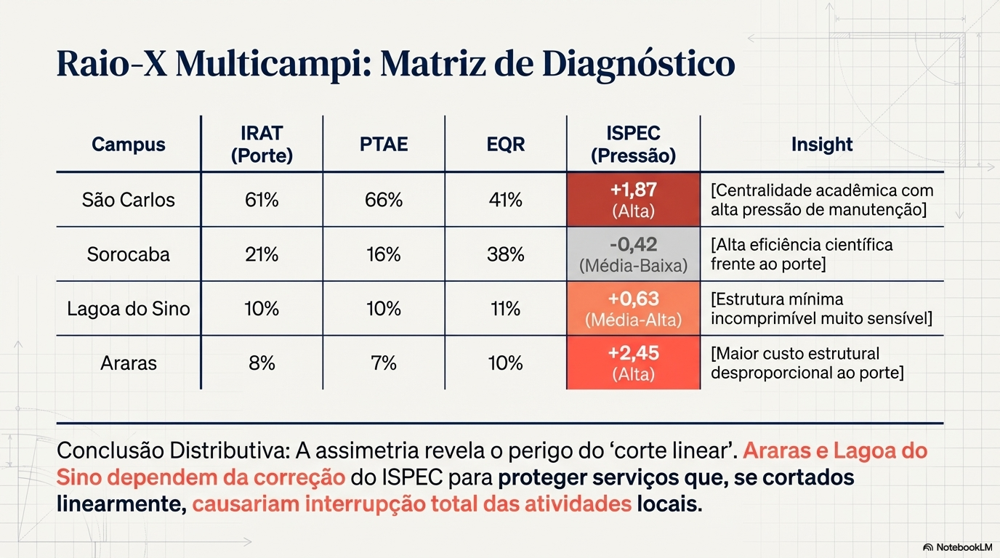 Raio-X Multicampi: Matriz de Diagnóstico
Campus
IRAT
(Porte)
PTAE
EQR
ISPEC
(Pressão)
Insight
São Carlos
61%
66%
41%
+1,87
(Alta)
[Centralidade acadêmica com
alta pressão de manutenção]
Sorocaba
21%
16%
38%
-0,42
(Média-Baixa)
[Alta eficiência científica
frente ao porte]
Lagoa do Sino
10%
10%
11%
+0,63
(Média-Alta)
[Estrutura mínima
incomprimível muito sensível]
Araras
8%
7%
10%
+2,45
(Alta)
[Maior custo estrutural
desproporcional ao porte]
Conclusão Distributiva: A assimetria revela o perigo do ‘corte linear’. Araras e Lagoa do
Sino dependem da correção do ISPEC para proteger serviços que, se cortados
linearmente, causariam interrupção total das atividades locais.
NotebookLM